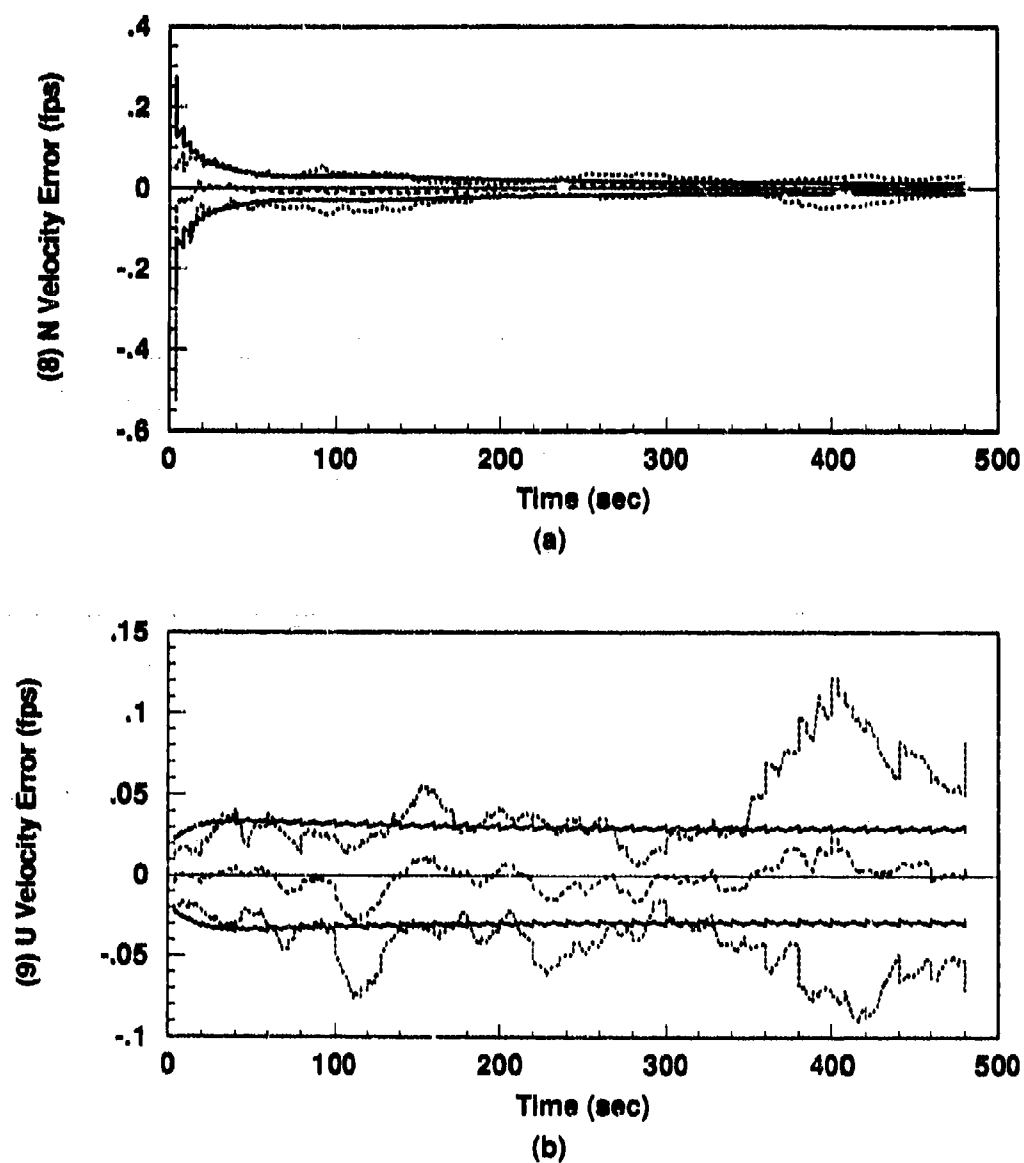 (8) N Velocity Error (fps)
.4
.2
0
-.2
-.4
-.6
0 100 200 300 400 500
Time (sec)
(a)
(9) U Velocity Error (fps)
.15
.1
.05
0
-.05
-.1
0 100 200 300 400 500
Time (sec)
(b)